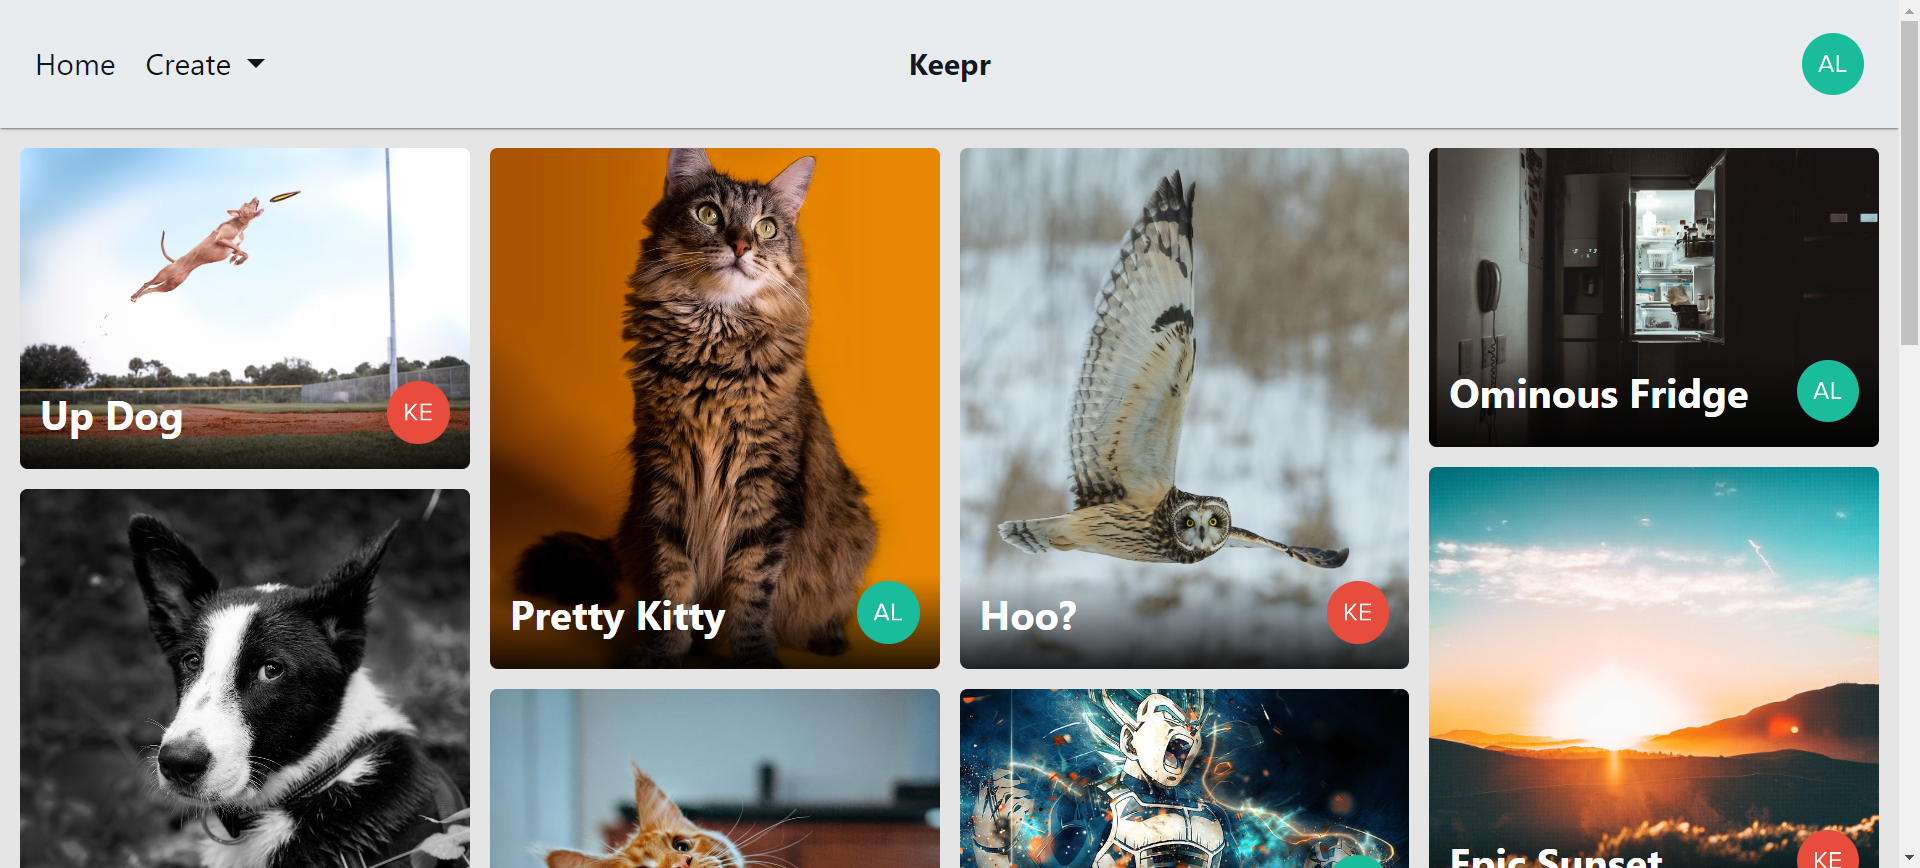 Home Create Keepr AL
Up Dog KE
Pretty Kitty AL
Hoo? KE
Ominous Fridge AL
Epic Sunset KE